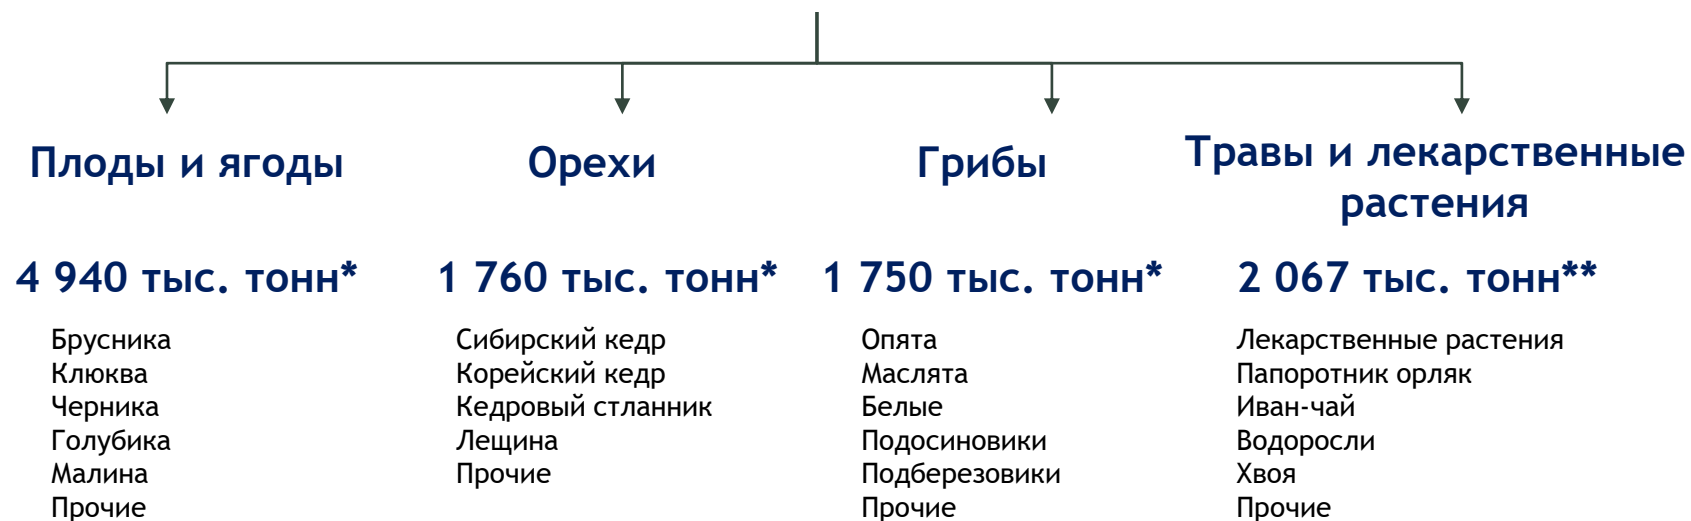 Плоды и ягоды
4 940 тыс. тонн*
Брусника
Клюква
Черника
Голубика
Малина
Прочие
Орехи
1 760 тыс. тонн*
Сибирский кедр
Корейский кедр
Кедровый стланник
Лещина
Прочие
Грибы
1 750 тыс. тонн*
Опята
Маслята
Белые
Подосиновики
Подберезовики
Прочие
Травы и лекарственные
растения
2 067 тыс. тонн**
Лекарственные растения
Папоротник орляк
Иван-чай
Водоросли
Хвоя
Прочие